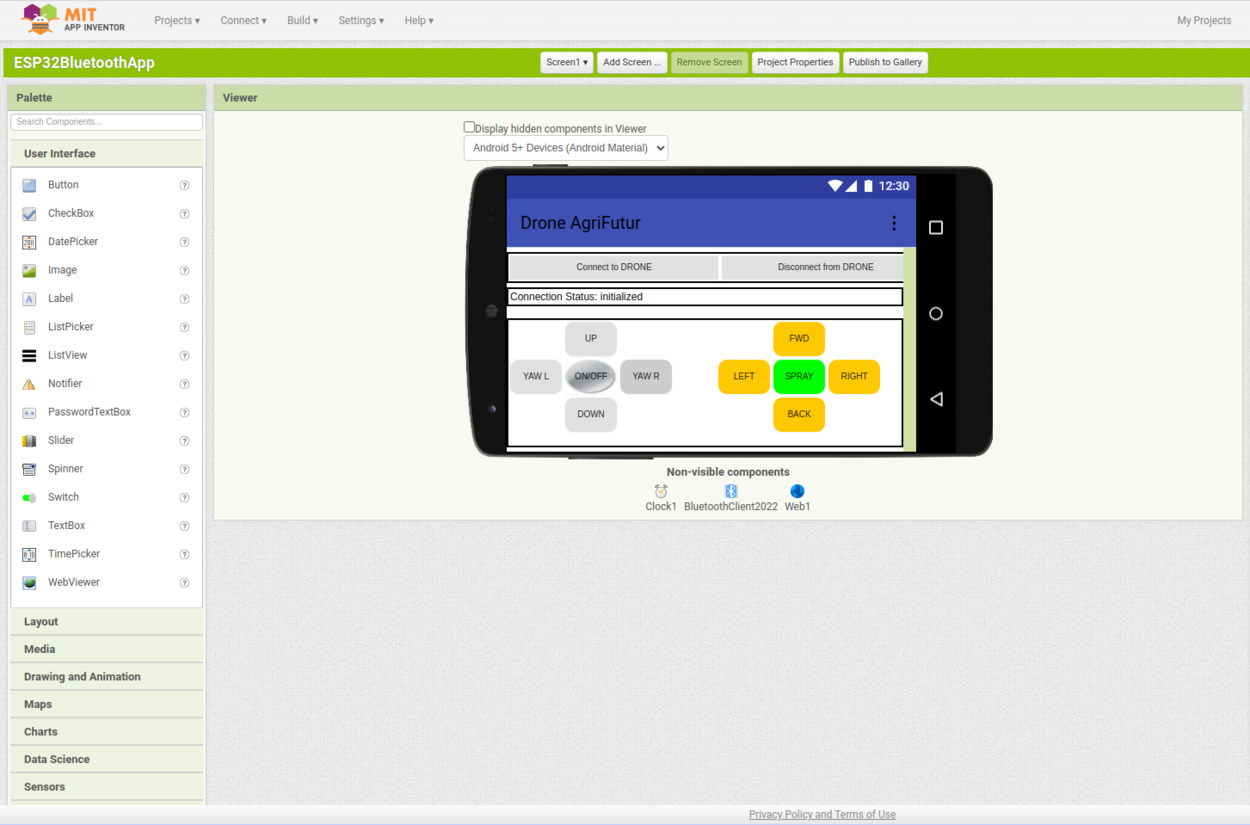 MIT
APP INVENTOR
Projects ▾ Connect ▾ Build ▾ Settings ▾ Help ▾ My Projects
ESP32BluetoothApp
Screen1 ▾ Add Screen ... Remove Screen Project Properties Publish to Gallery
Palette
Viewer
Search Components...
Display hidden components in Viewer
Android 5+ Devices (Android Material)
User Interface
Button ?
CheckBox ?
DatePicker ?
Image ?
Label ?
ListPicker ?
ListView ?
Notifier ?
PasswordTextBox ?
Slider ?
Spinner ?
Switch ?
TextBox ?
TimePicker ?
WebViewer ?
Layout
Media
Drawing and Animation
Maps
Charts
Data Science
Sensors
12:30
Drone AgriFutur
Connect to DRONE Disconnect from DRONE
Connection Status: initialized
UP FWD
YAW L ON/OFF YAW R LEFT SPRAY RIGHT
DOWN BACK
Non-visible components
Clock1 BluetoothClient2022 Web1
Privacy Policy and Terms of Use